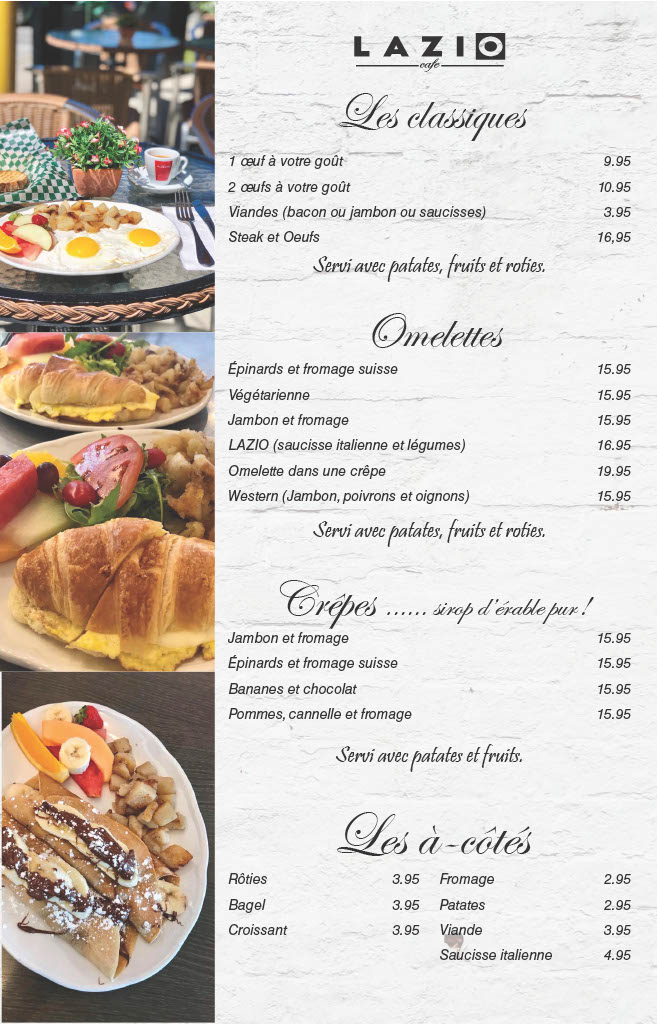 LAZIO
cafe
Les classiques
1 œuf à votre goût 9.95
2 œufs à votre goût 10.95
Viandes (bacon ou jambon ou saucisses) 3.95
Steak et Oeufs 16,95
Servi avec patates, fruits et roties.
Omelettes
Épinards et fromage suisse 15.95
Végétarienne 15.95
Jambon et fromage 15.95
LAZIO (saucisse italienne et légumes) 16.95
Omelette dans une crêpe 19.95
Western (Jambon, poivrons et oignons) 15.95
Servi avec patates, fruits et roties.
Crêpes ...... sirop d'érable pur !
Jambon et fromage 15.95
Épinards et fromage suisse 15.95
Bananes et chocolat 15.95
Pommes, cannelle et fromage 15.95
Servi avec patates et fruits.
Les à-côtés
Rôties 3.95 Fromage 2.95
Bagel 3.95 Patates 2.95
Croissant 3.95 Viande 3.95
Saucisse italienne 4.95